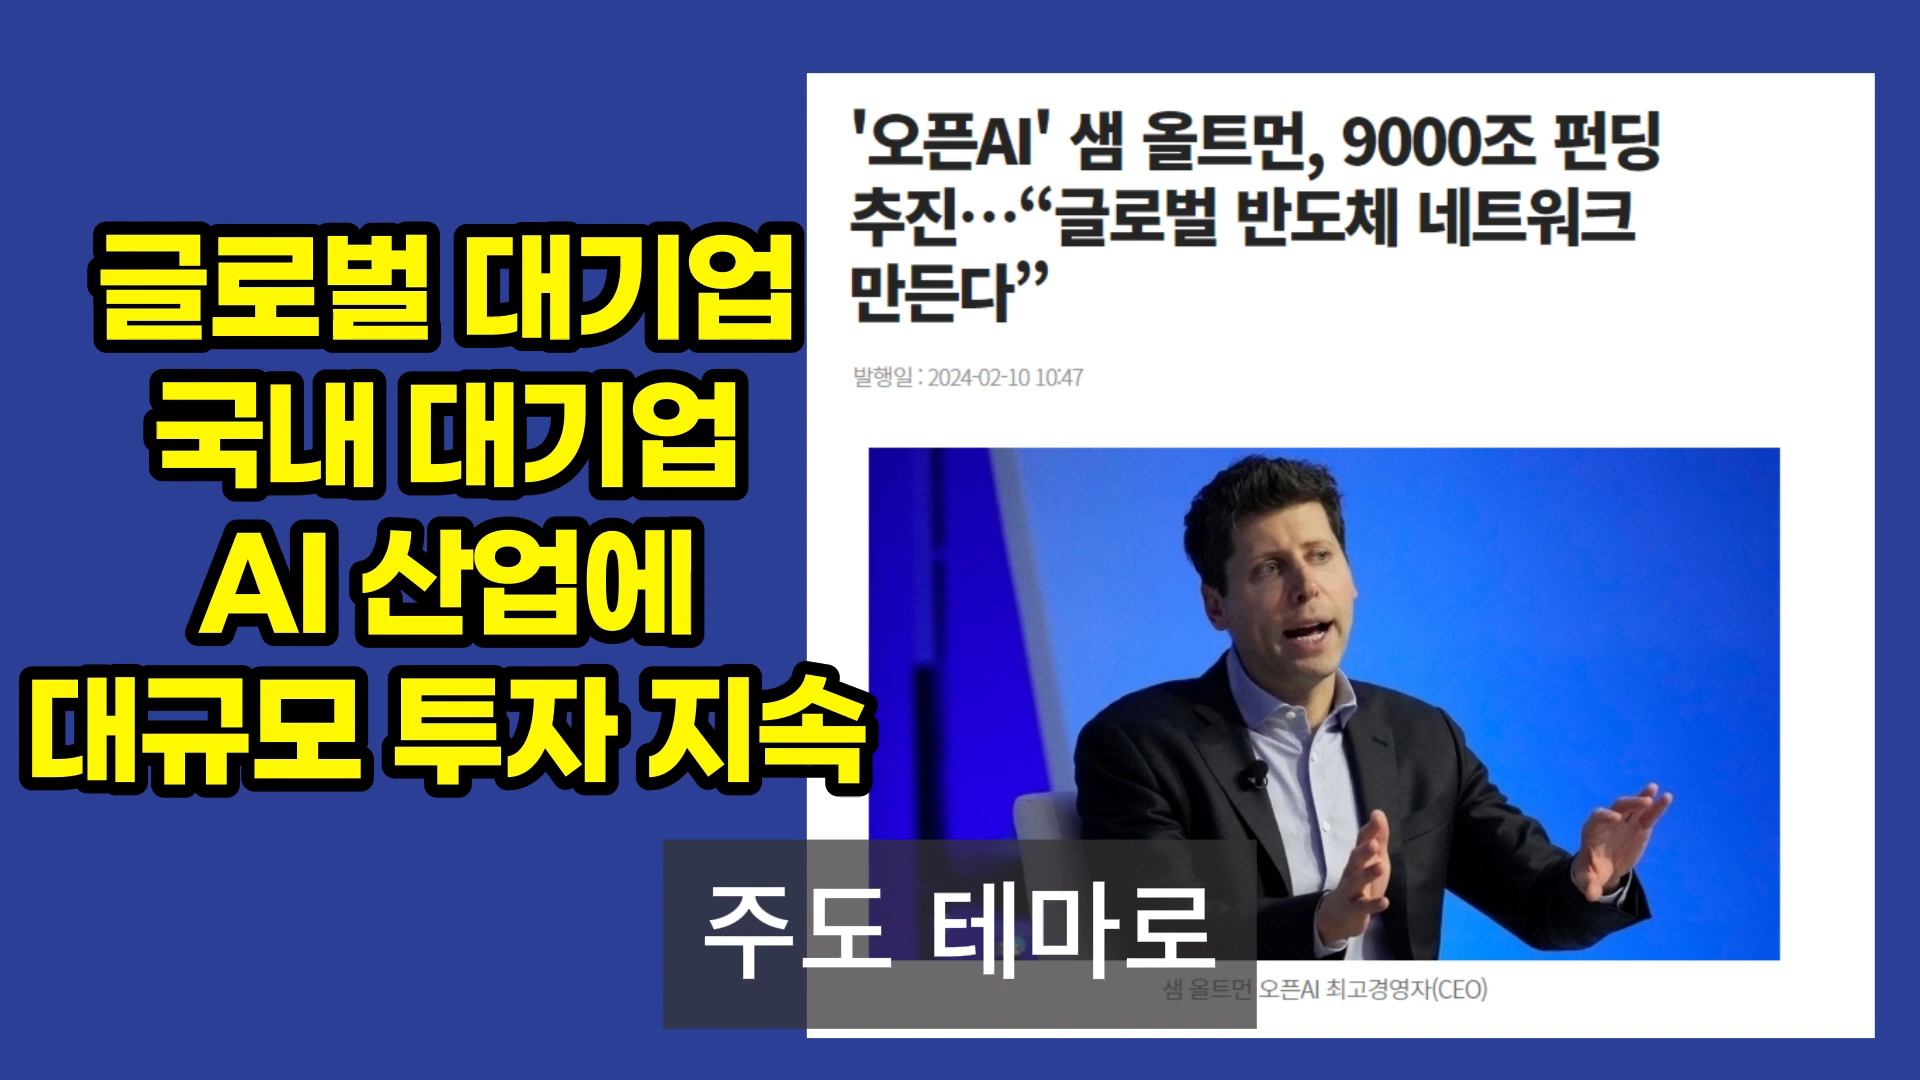 글로벌 대기업
국내 대기업
AI 산업에
대규모 투자 지속
'오픈AI' 샘 올트먼, 9000조 펀딩
추진…“글로벌 반도체 네트워크
만든다”
발행일 : 2024-02-10 10:47
샘 올트먼 오픈AI 최고경영자(CEO)
주도 테마로